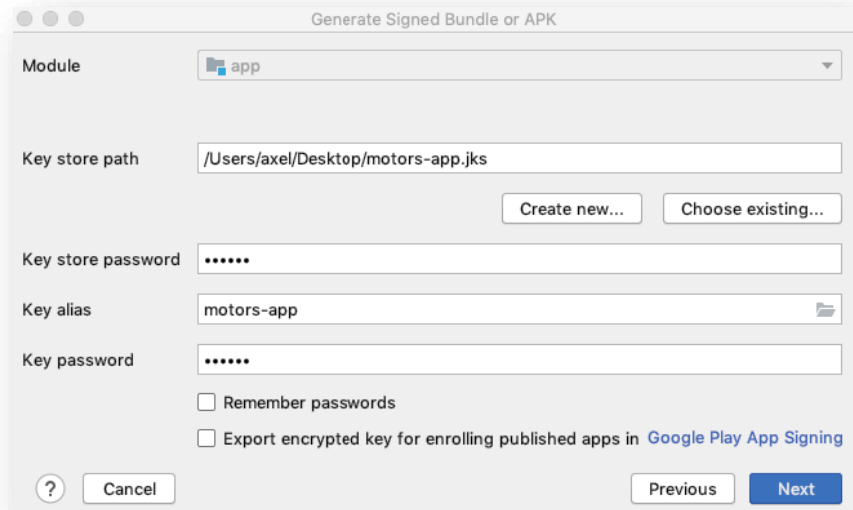 Generate Signed Bundle or APK
Module
app
Key store path
/Users/axel/Desktop/motors-app.jks
Create new...
Choose existing...
Key store password
••••••
Key alias
motors-app
Key password
••••••
Remember passwords
Export encrypted key for enrolling published apps in Google Play App Signing
?
Cancel
Previous
Next